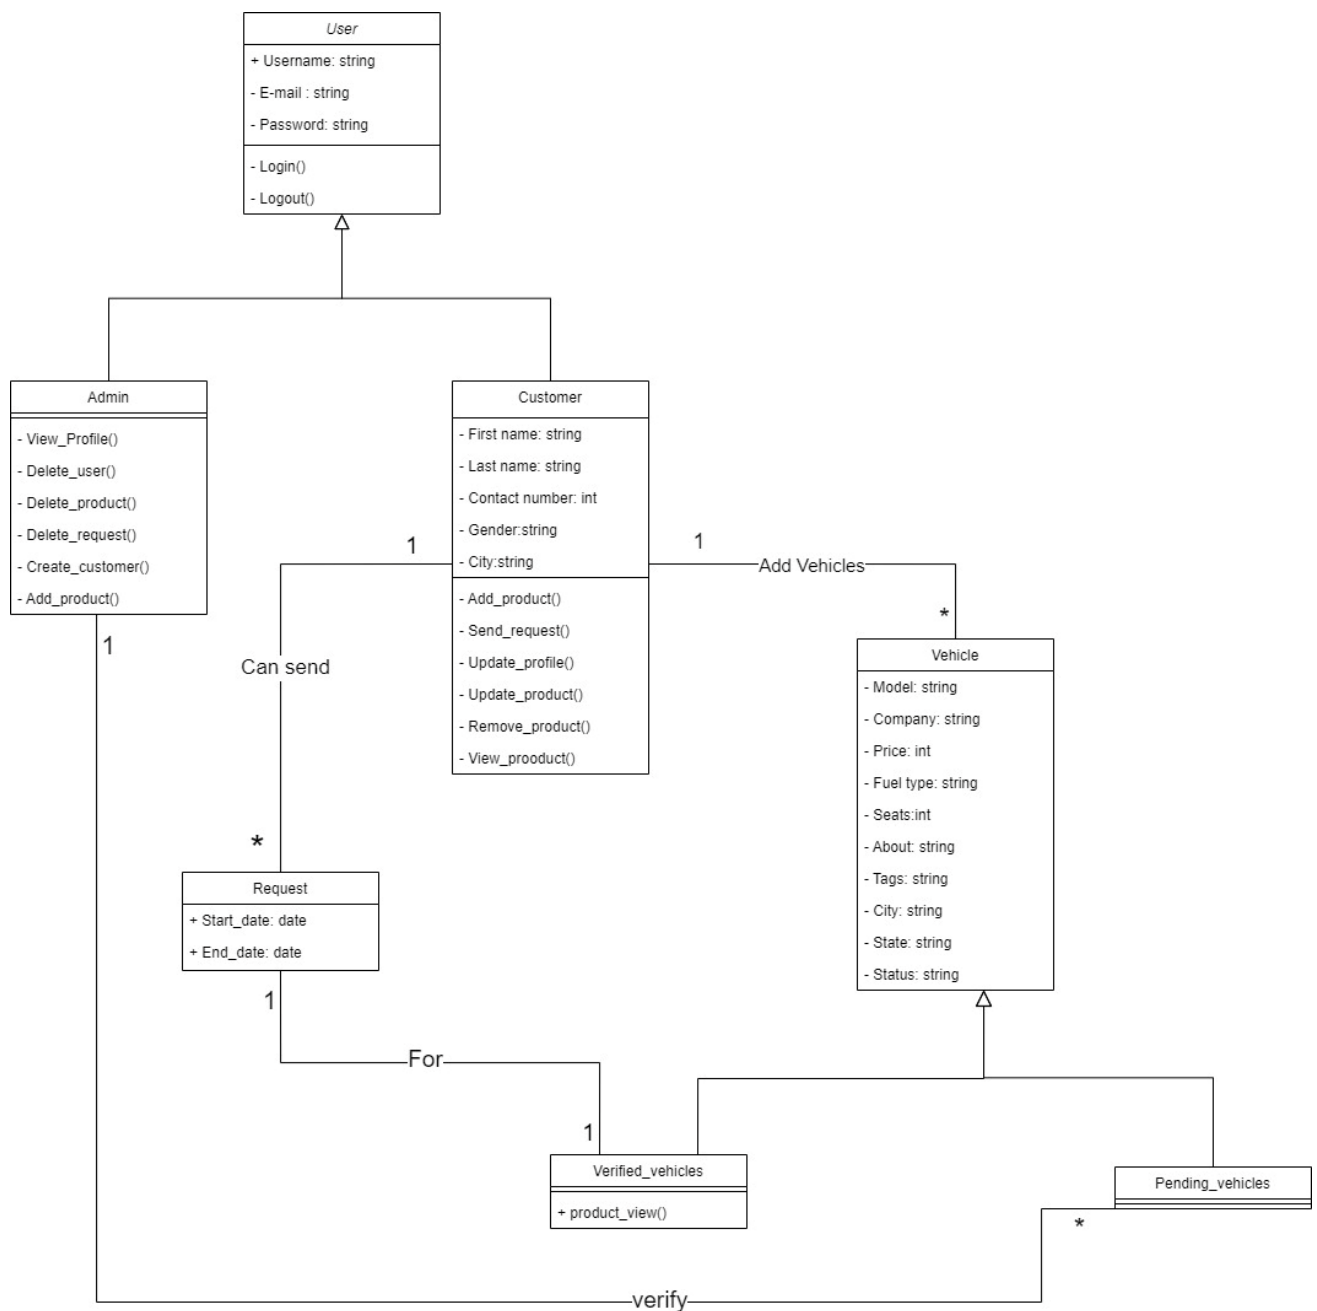 User
+ Username: string
- E-mail : string
- Password: string
- Login()
- Logout()
Admin
- View_Profile()
- Delete_user()
- Delete_product()
- Delete_request()
- Create_customer()
- Add_product()
Customer
- First name: string
- Last name: string
- Contact number: int
- Gender:string
- City:string
- Add_product()
- Send_request()
- Update_profile()
- Update_product()
- Remove_product()
- View_prooduct()
1
1
Add Vehicles
*
1
Can send
*
Vehicle
- Model: string
- Company: string
- Price: int
- Fuel type: string
- Seats:int
- About: string
- Tags: string
- City: string
- State: string
- Status: string
Request
+ Start_date: date
+ End_date: date
1
For
1
Verified_vehicles
+ product_view()
Pending_vehicles
*
verify